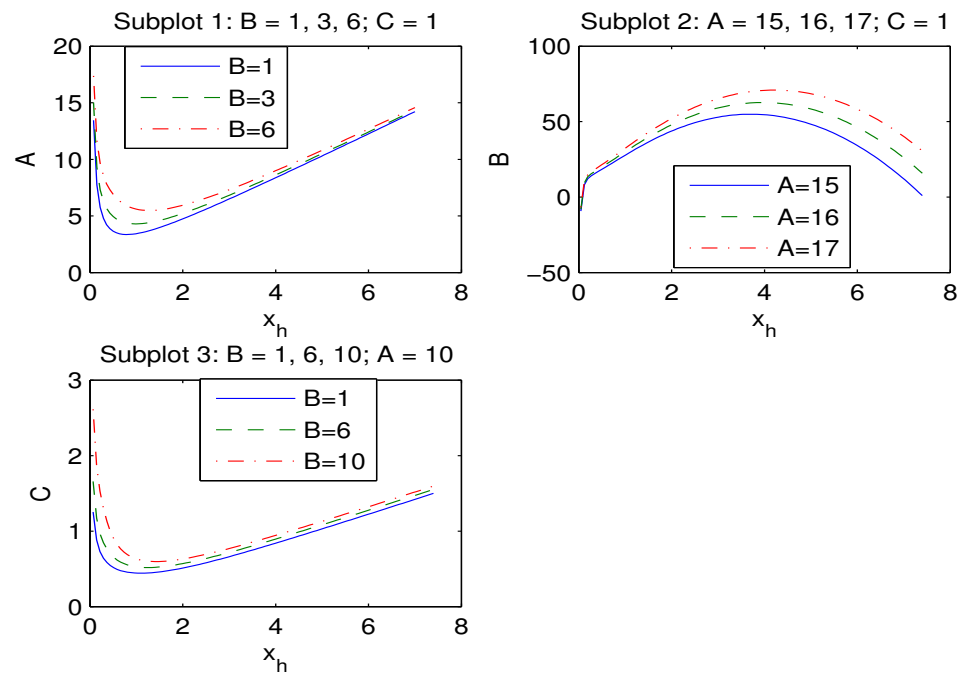 Subplot 1: B = 1, 3, 6; C = 1
20
15
10
5
0
A
B=1
B=3
B=6
0 2 4 6 8
x_h
Subplot 2: A = 15, 16, 17; C = 1
100
50
0
−50
B
A=15
A=16
A=17
0 2 4 6 8
x_h
Subplot 3: B = 1, 6, 10; A = 10
3
2
1
0
C
B=1
B=6
B=10
0 2 4 6 8
x_h